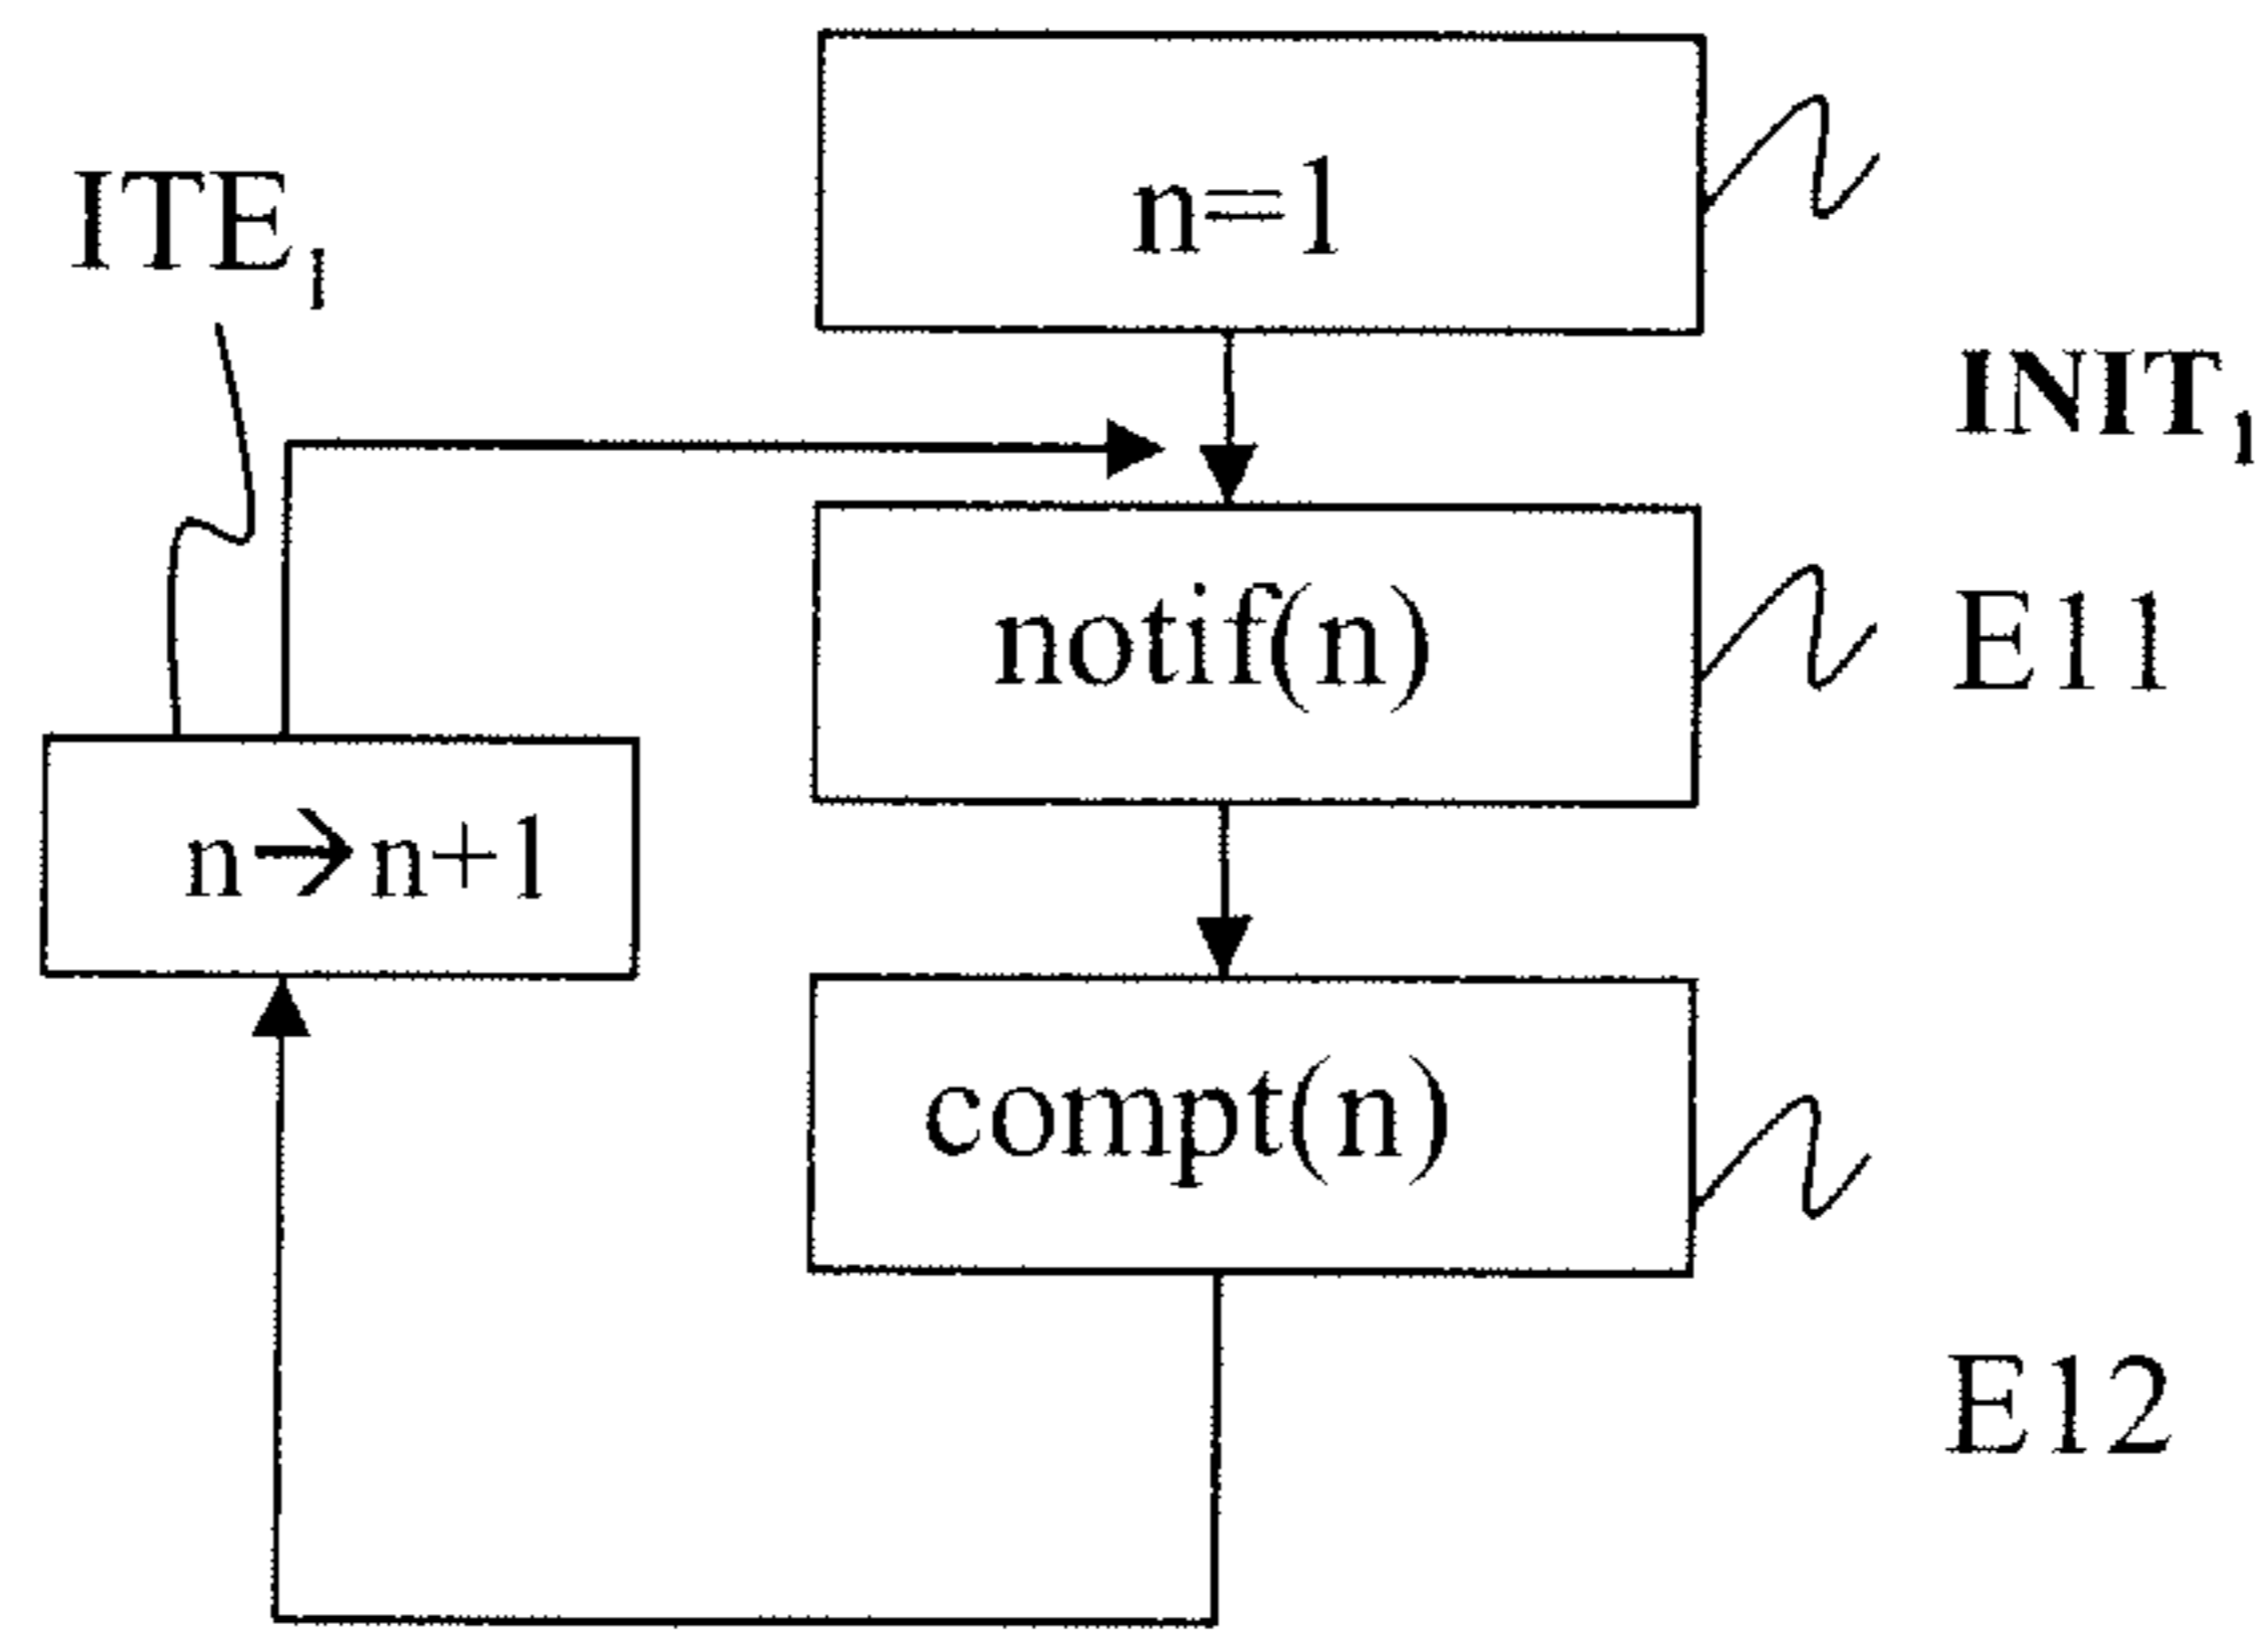 n=1
ITE1
INIT1
notif(n)
E11
n→n+1
compt(n)
E12